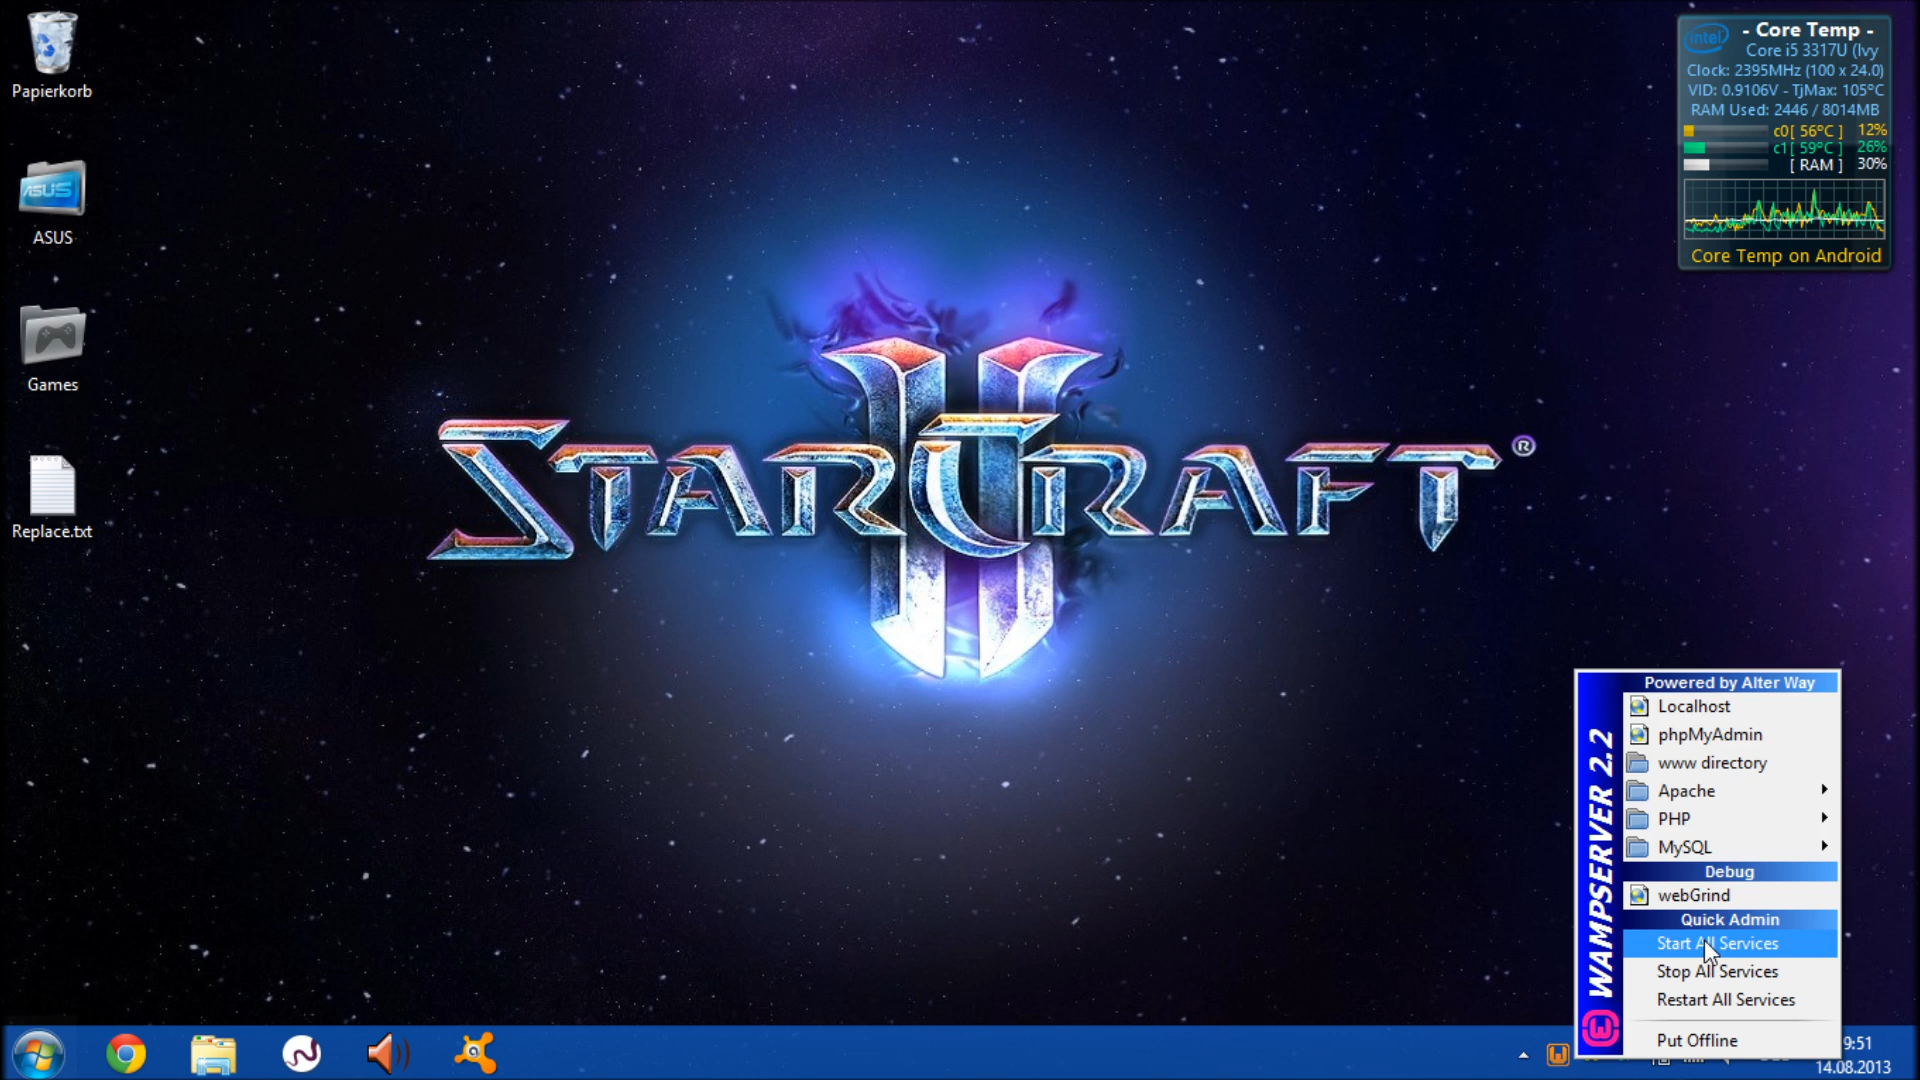 Papierkorb
ASUS
ASUS
Games
Replace.txt
STARCRAFT II ®
intel
- Core Temp -
Core i5 3317U (Ivy
Clock: 2395MHz (100 x 24.0)
VID: 0.9106V - TjMax: 105°C
RAM Used: 2446 / 8014MB
c0[ 56°C ] 12%
c1[ 59°C ] 26%
[ RAM ] 30%
Core Temp on Android
WAMPSERVER 2.2
Powered by Alter Way
Localhost
phpMyAdmin
www directory
Apache
PHP
MySQL
Debug
webGrind
Quick Admin
Start All Services
Stop All Services
Restart All Services
Put Offline
9:51
14.08.2013